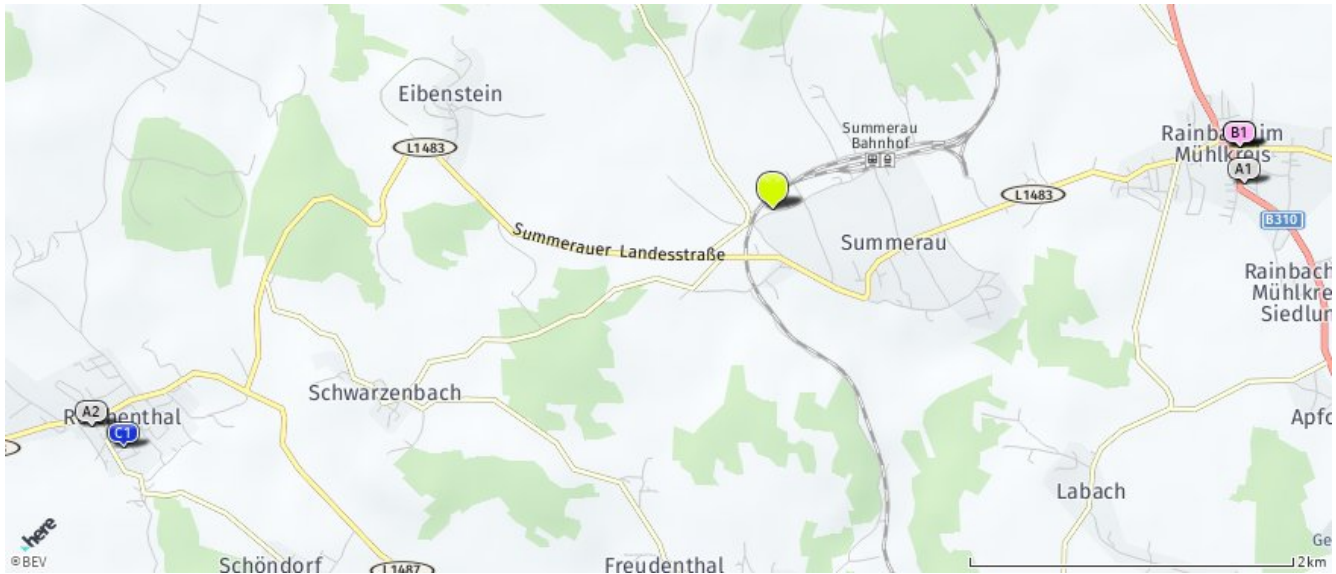 Eibenstein
L1483
Summerau
Bahnhof
Rainbach im
Mühlkreis
B1
A1
L1483
B310
Summerauer Landesstraße
Summerau
Rainbach
Mühlkre
Siedlun
Schwarzenbach
A2
C1
Apfo
Labach
here
©BEV
Schöndorf
L1487
Freudenthal
Ge
2km